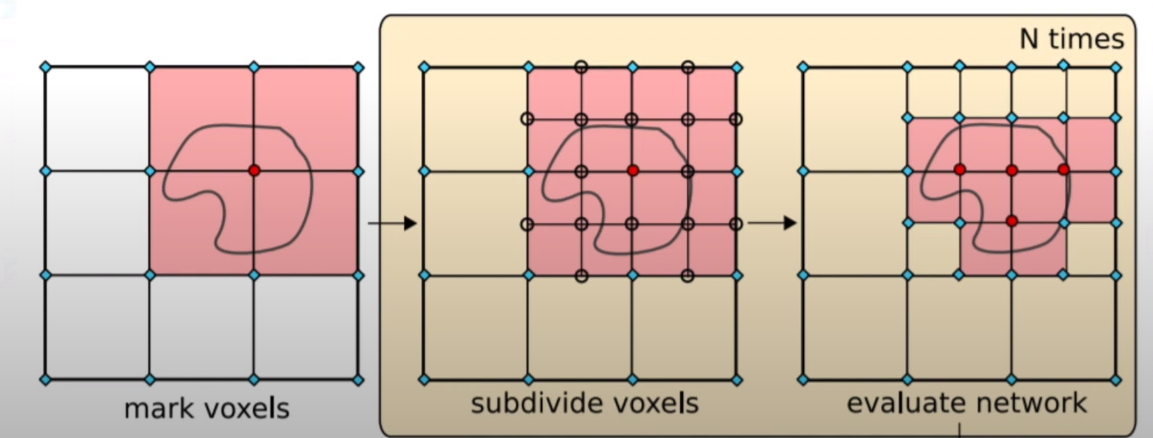 N times
mark voxels
subdivide voxels
evaluate network